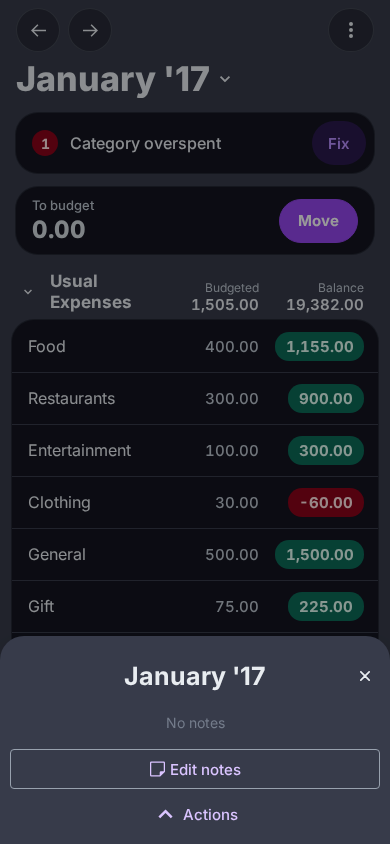 January '17
1 Category overspent Fix
To budget
0.00 Move
Usual
Expenses
Budgeted Balance
1,505.00 19,382.00
Food 400.00 1,155.00
Restaurants 300.00 900.00
Entertainment 100.00 300.00
Clothing 30.00 -60.00
General 500.00 1,500.00
Gift 75.00 225.00
January '17
No notes
Edit notes
Actions